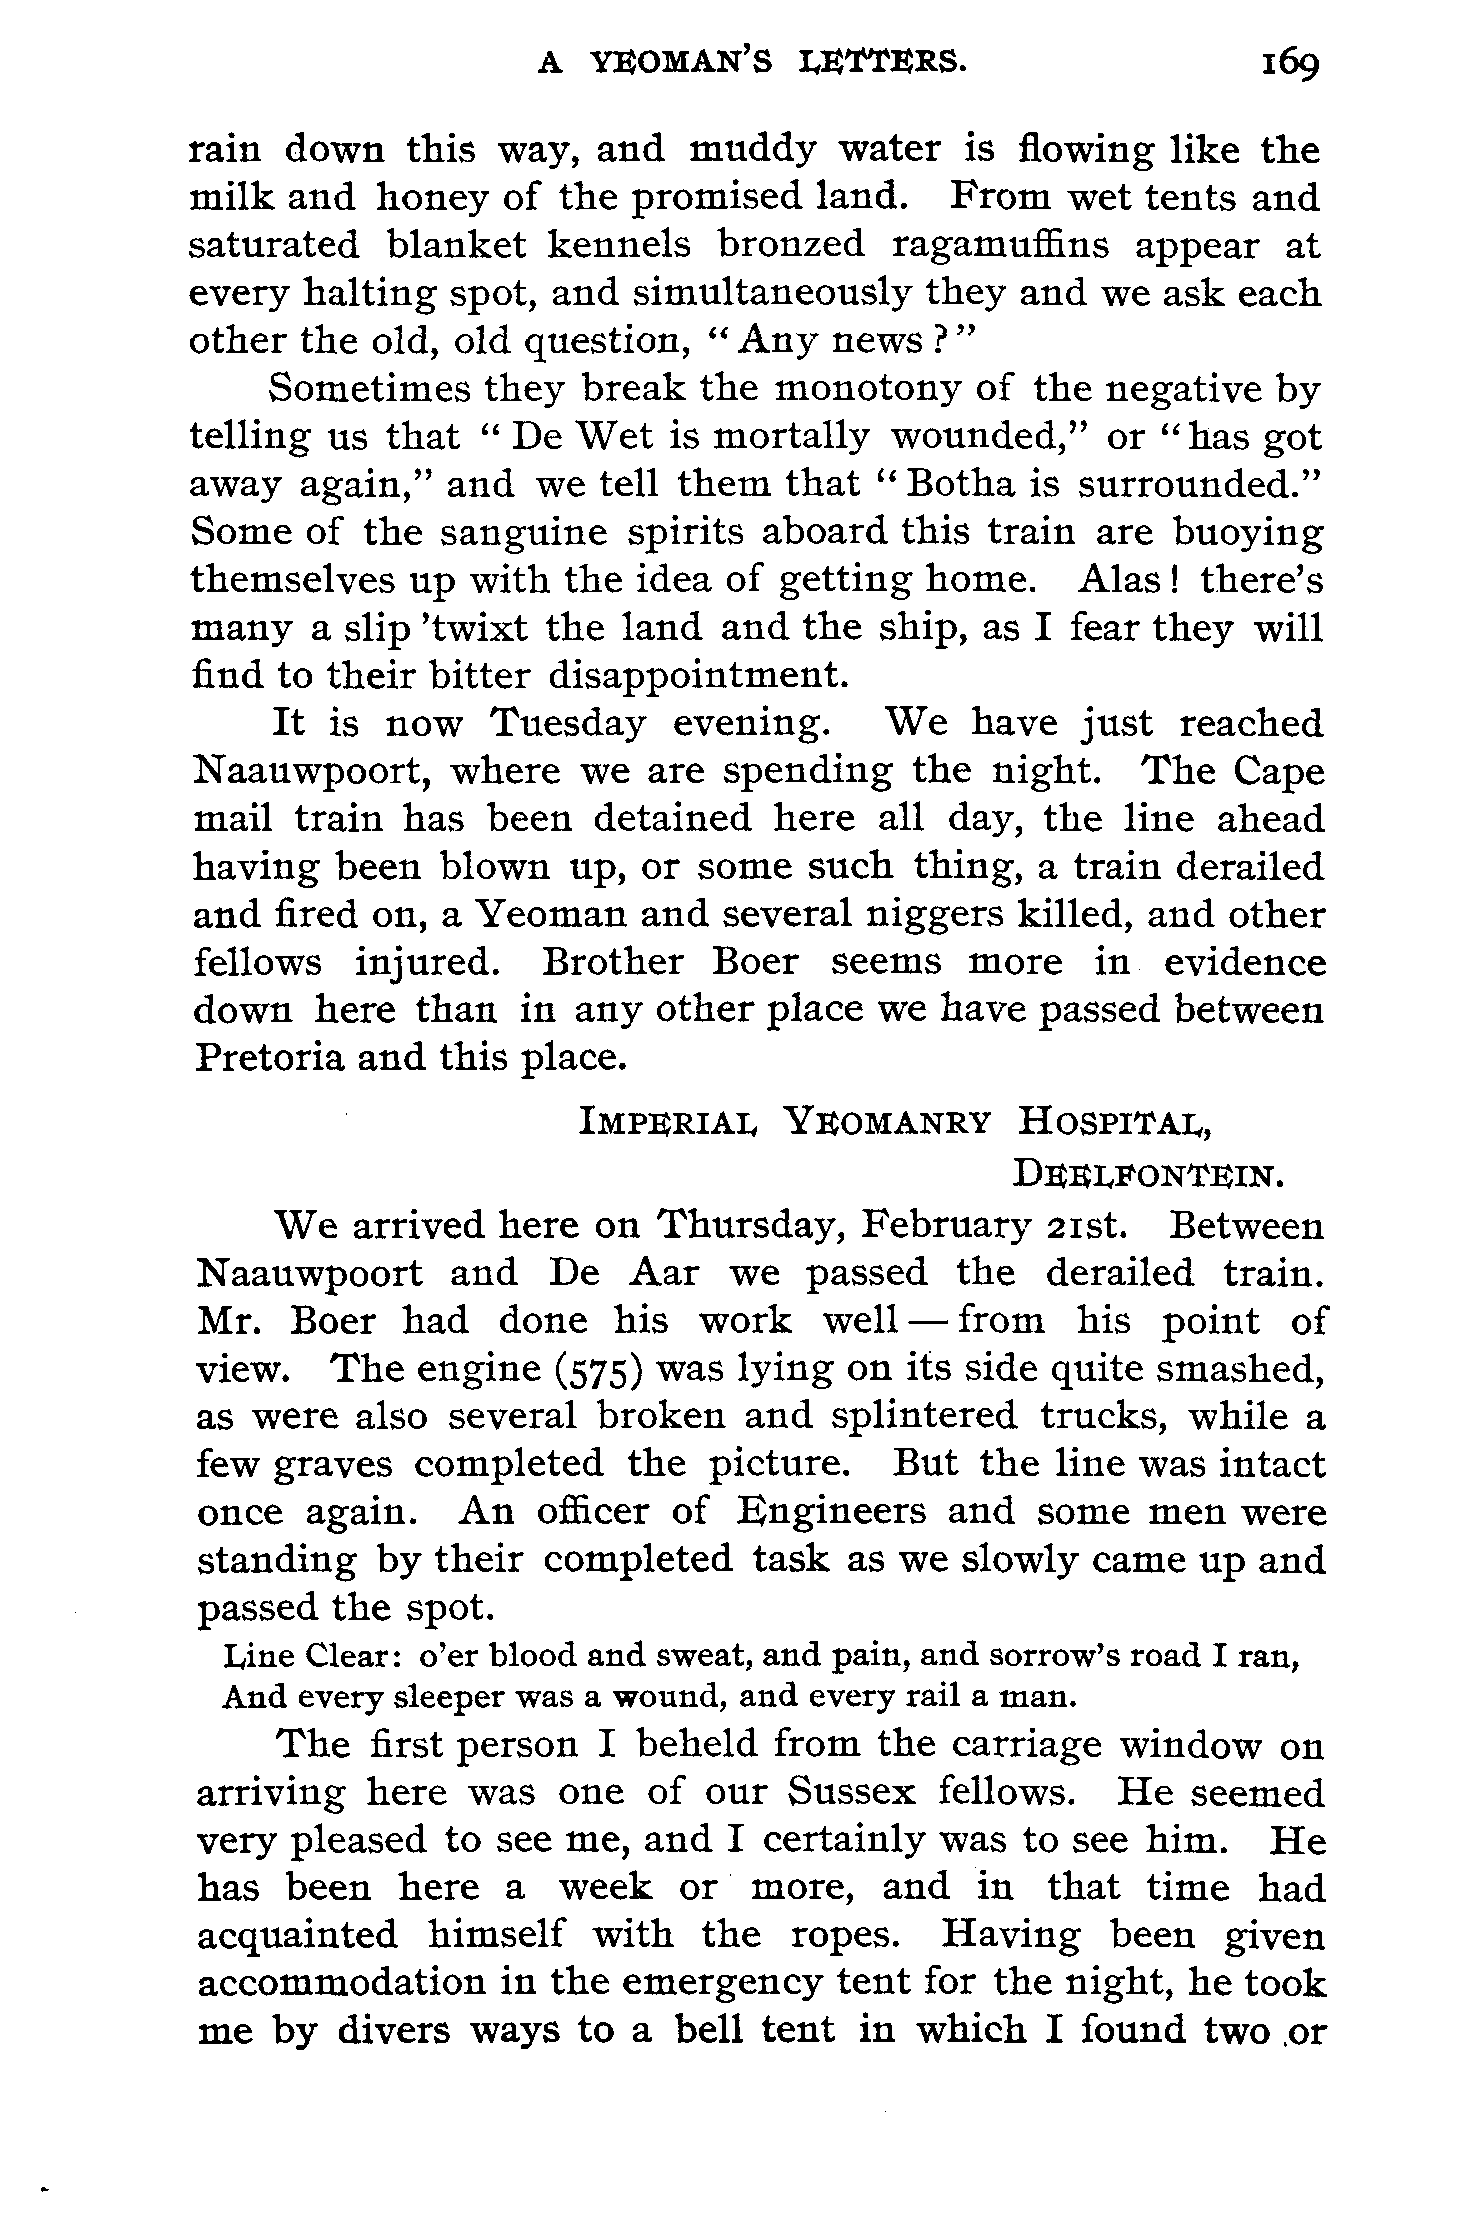 A YEOMAN'S LETTERS. 169
rain down this way, and muddy water is flowing like the
milk and honey of the promised land. From wet tents and
saturated blanket kennels bronzed ragamuffins appear at
every halting spot, and simultaneously they and we ask each
other the old, old question, “ Any news ? ”
Sometimes they break the monotony of the negative by
telling us that “ De Wet is mortally wounded,” or “ has got
away again,” and we tell them that “ Botha is surrounded.”
Some of the sanguine spirits aboard this train are buoying
themselves up with the idea of getting home. Alas ! there's
many a slip 'twixt the land and the ship, as I fear they will
find to their bitter disappointment.
It is now Tuesday evening. We have just reached
Naauwpoort, where we are spending the night. The Cape
mail train has been detained here all day, the line ahead
having been blown up, or some such thing, a train derailed
and fired on, a Yeoman and several niggers killed, and other
fellows injured. Brother Boer seems more in evidence
down here than in any other place we have passed between
Pretoria and this place.
IMPERIAL YEOMANRY HOSPITAL,
DEELFONTEIN.
We arrived here on Thursday, February 21st. Between
Naauwpoort and De Aar we passed the derailed train.
Mr. Boer had done his work well — from his point of
view. The engine (575) was lying on its side quite smashed,
as were also several broken and splintered trucks, while a
few graves completed the picture. But the line was intact
once again. An officer of Engineers and some men were
standing by their completed task as we slowly came up and
passed the spot.
Line Clear: o'er blood and sweat, and pain, and sorrow's road I ran,
And every sleeper was a wound, and every rail a man.
The first person I beheld from the carriage window on
arriving here was one of our Sussex fellows. He seemed
very pleased to see me, and I certainly was to see him. He
has been here a week or more, and in that time had
acquainted himself with the ropes. Having been given
accommodation in the emergency tent for the night, he took
me by divers ways to a bell tent in which I found two or